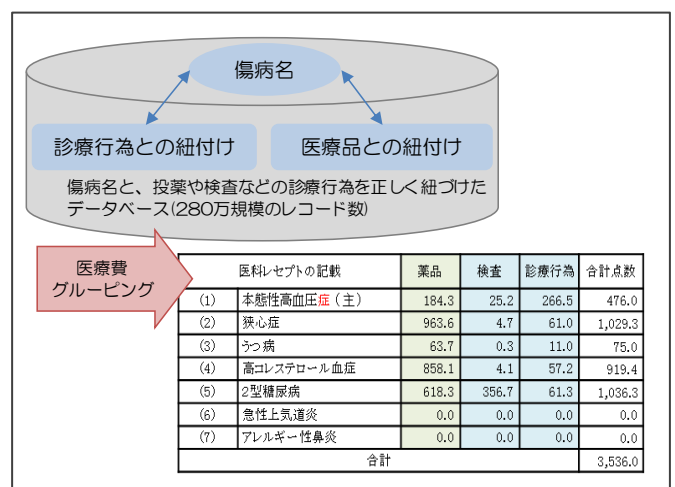 傷病名
診療行為との紐付け
医療品との紐付け
傷病名と、投薬や検査などの診療行為を正しく紐づけた
データベース(280万規模のレコード数)
医療費
グルーピング
医科レセプトの記載 薬品 検査 診療行為 合計点数
(1) 本態性高血圧症(主) 184.3 25.2 266.5 476.0
(2) 狭心症 963.6 4.7 61.0 1,029.3
(3) うつ病 63.7 0.3 11.0 75.0
(4) 高コレステロール血症 858.1 4.1 57.2 919.4
(5) 2型糖尿病 618.3 356.7 61.3 1,036.3
(6) 急性上気道炎 0.0 0.0 0.0 0.0
(7) アレルギー性鼻炎 0.0 0.0 0.0 0.0
合計 3,536.0